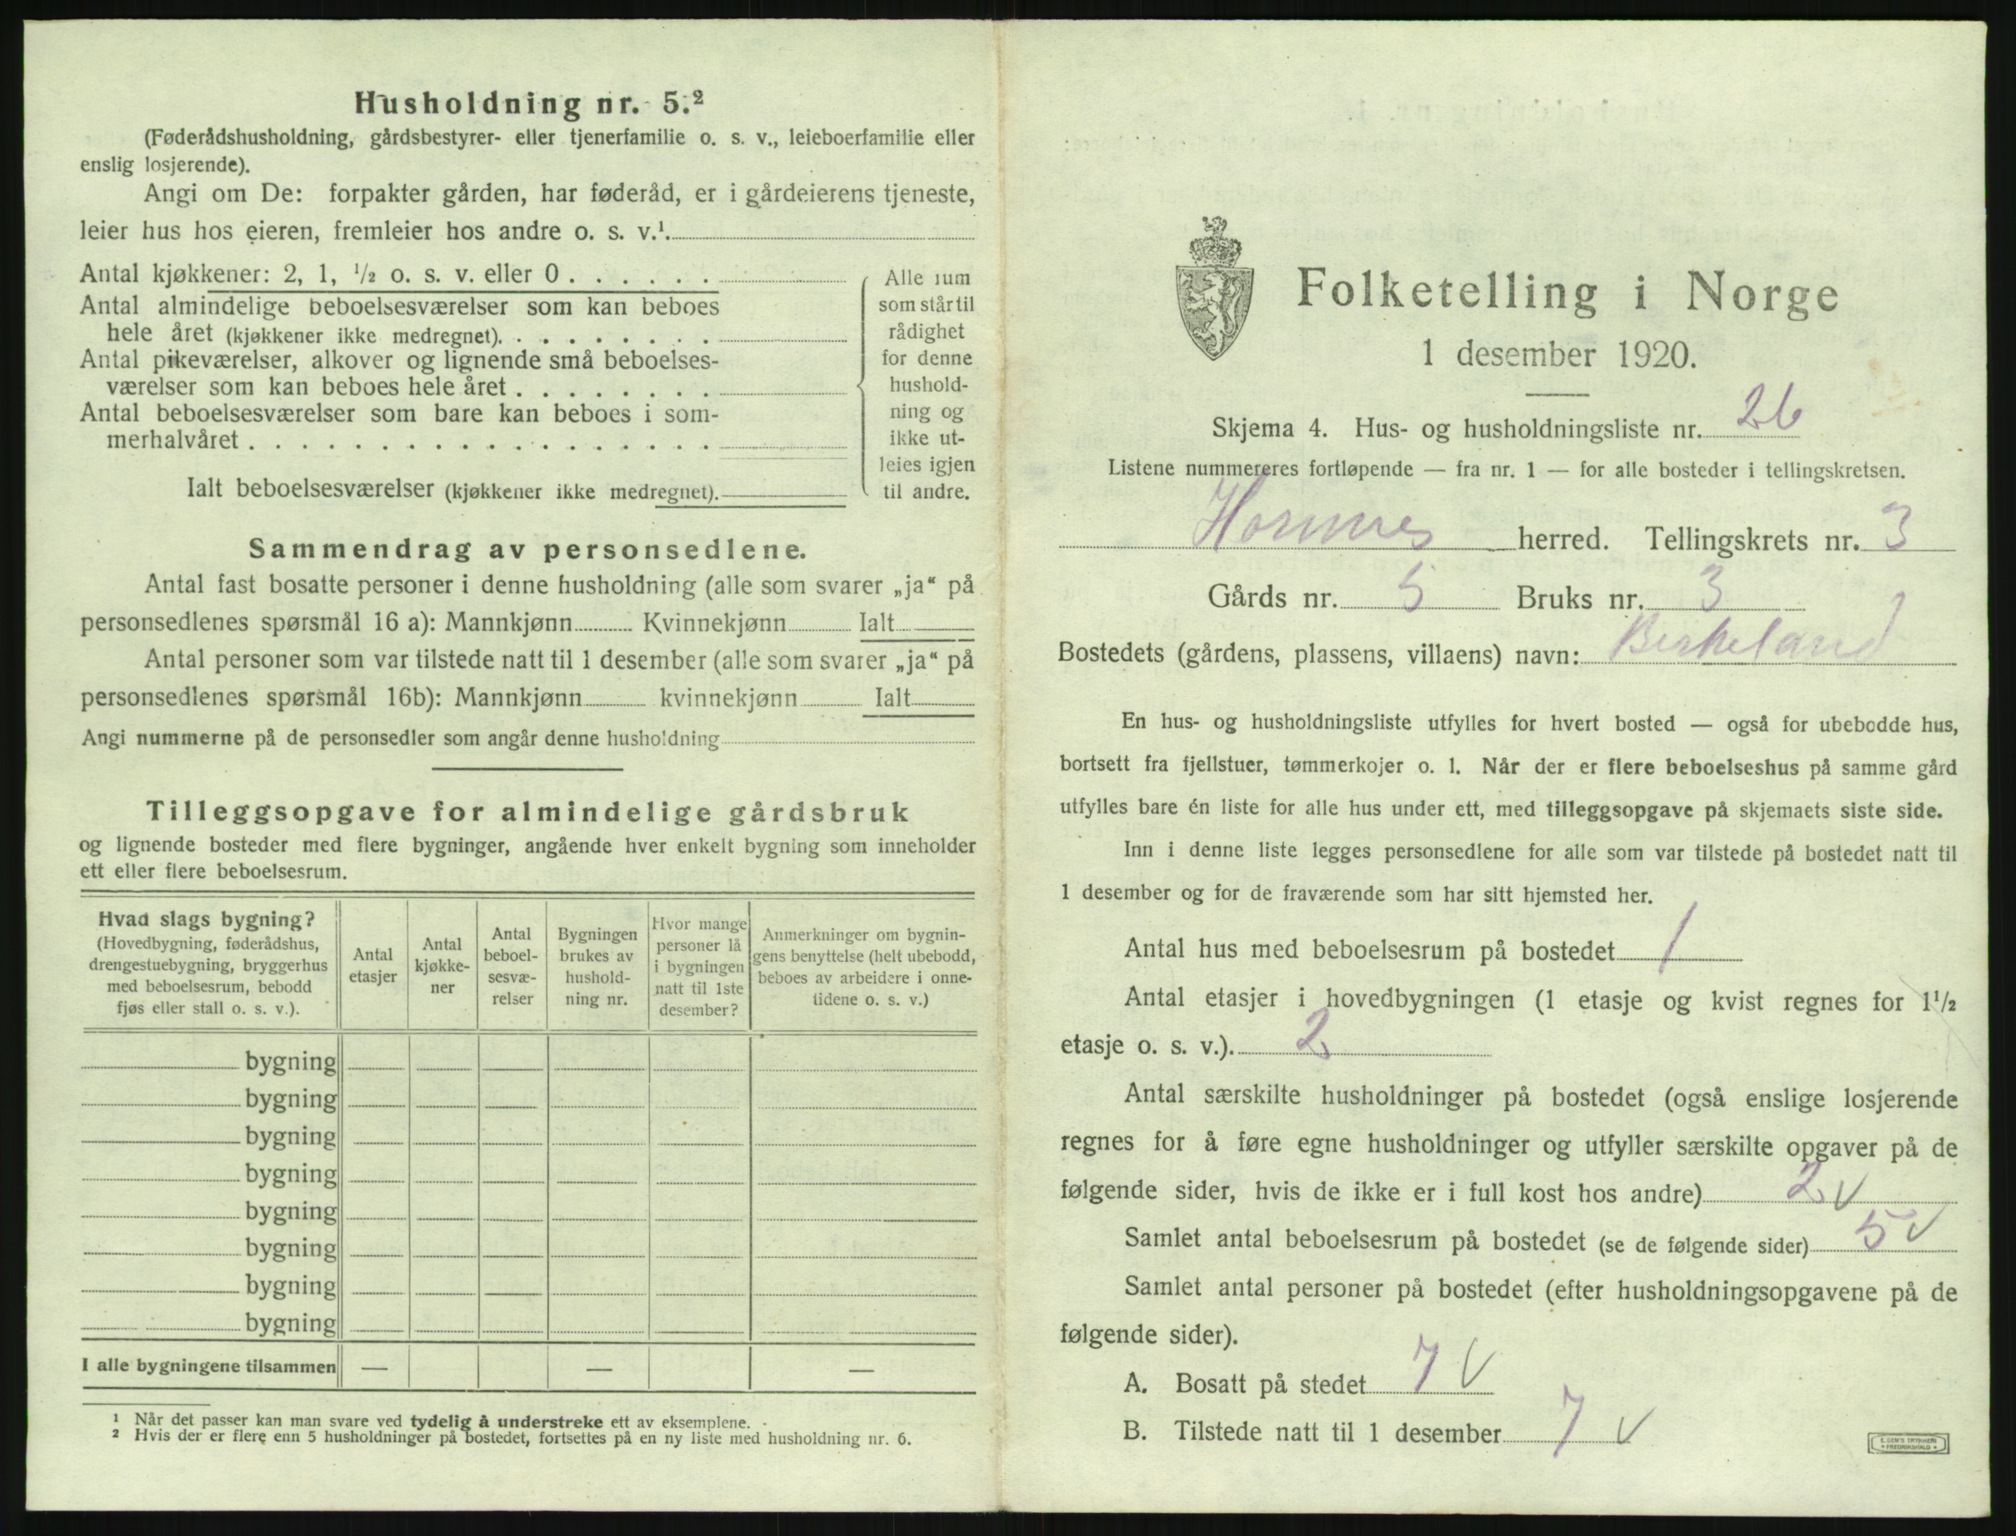 Husholdning nr. 5.²
(Føderådshusholdning, gårdsbestyrer- eller tjenerfamilie o. s. v., leieboerfamilie eller
enslig losjerende).
Angi om De: forpakter gården, har føderåd, er i gårdeierens tjeneste,
leier hus hos eieren, fremleier hos andre o. s. v.¹.
Antal kjøkkener: 2, 1, ½ o. s. v. eller 0 . . . . . .
Antal almindelige beboelsesværelser som kan beboes
hele året (kjøkkener ikke medregnet). . . . . . . . .
Antal pikeværelser, alkover og lignende små beboelses-
værelser som kan beboes hele året . . . . . . . .
Antal beboelsesværelser som bare kan beboes i som-
merhalvåret . . . . . . . . . . . . . . . . . .
Ialt beboelsesværelser (kjøkkener ikke medregnet).
Alle rum
som står til
rådighet
for denne
hushold-
ning og
ikke ut-
leies igjen
til andre.
Sammendrag av personsedlene.
Antal fast bosatte personer i denne husholdning (alle som svarer „ja“ på
personsedlenes spørsmål 16 a): Mannkjønn Kvinnekjønn Ialt
Antal personer som var tilstede natt til 1 desember (alle som svarer „ja“ på
personsedlenes spørsmål 16b): Mannkjønn kvinnekjønn Ialt
Angi nummerne på de personsedler som angår denne husholdning
Tilleggsopgave for almindelige gårdsbruk
og lignende bosteder med flere bygninger, angående hver enkelt bygning som inneholder
ett eller flere beboelsesrum.
Hvad slags bygning?
(Hovedbygning, føderådshus,
drengestuebygning, bryggerhus
med beboelsesrum, bebodd
fjøs eller stall o. s. v.).
Antal
etasjer
Antal
kjøkke-
ner
Antal
beboel-
sesvæ-
relser
Bygningen
brukes av
hushold-
ning nr.
Hvor mange
personer lå
i bygningen
natt til 1ste
desember?
Anmerkninger om bygnin-
gens benyttelse (helt ubebodd,
beboes av arbeidere i onne-
tidene o. s. v.)
bygning
bygning
bygning
bygning
bygning
bygning
bygning
bygning
I alle bygningene tilsammen — — —
¹ Når det passer kan man svare ved tydelig å understreke ett av eksemplene.
² Hvis der er flere enn 5 husholdninger på bostedet, fortsettes på en ny liste med husholdning nr. 6.
Folketelling i Norge
1 desember 1920.
Skjema 4. Hus- og husholdningsliste nr. 26
Listene nummereres fortløpende — fra nr. 1 — for alle bosteder i tellingskretsen.
Hornnes herred. Tellingskrets nr. 3
Gårds nr. 5 Bruks nr. 3
Bostedets (gårdens, plassens, villaens) navn: Birkeland
En hus- og husholdningsliste utfylles for hvert bosted — også for ubebodde hus,
bortsett fra fjellstuer, tømmerkojer o. l. Når der er flere beboelseshus på samme gård
utfylles bare én liste for alle hus under ett, med tilleggsopgave på skjemaets siste side.
Inn i denne liste legges personsedlene for alle som var tilstede på bostedet natt til
1 desember og for de fraværende som har sitt hjemsted her.
Antal hus med beboelsesrum på bostedet 1
Antal etasjer i hovedbygningen (1 etasje og kvist regnes for 1½
etasje o. s. v.). 2
Antal særskilte husholdninger på bostedet (også enslige losjerende
regnes for å føre egne husholdninger og utfyller særskilte opgaver på de
følgende sider, hvis de ikke er i full kost hos andre) 2 v
Samlet antal beboelsesrum på bostedet (se de følgende sider) 5 v
Samlet antal personer på bostedet (efter husholdningsopgavene på de
følgende sider).
A. Bosatt på stedet 7 v
B. Tilstede natt til 1 desember 7 v
E. SEM'S TRYKKERI
FREDRIKSHALD